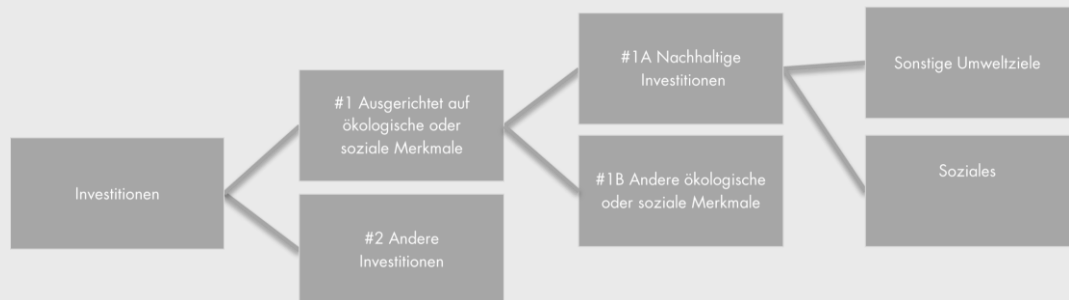 Investitionen
#1 Ausgerichtet auf
ökologische oder
soziale Merkmale
#2 Andere
Investitionen
#1A Nachhaltige
Investitionen
#1B Andere ökologische
oder soziale Merkmale
Sonstige Umweltziele
Soziales